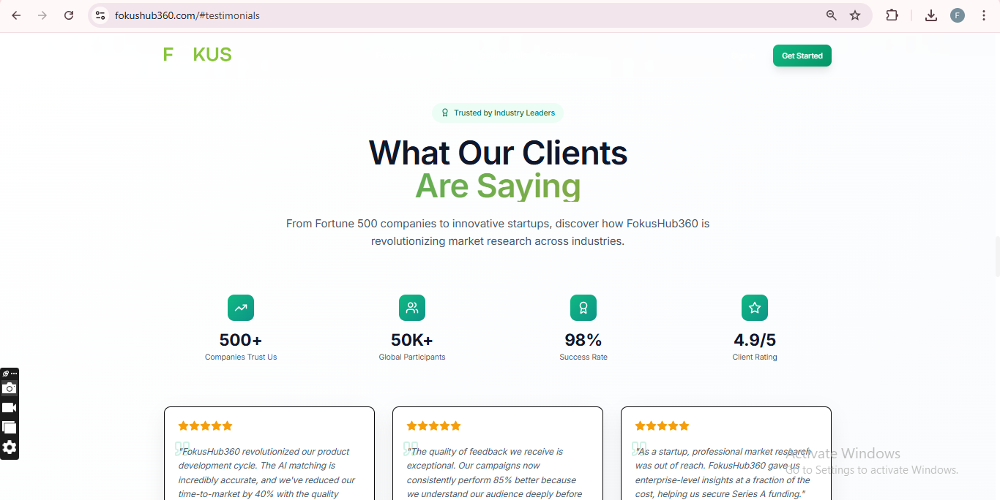 fokushub360.com/#testimonials
F
F KUS
Get Started
Trusted by Industry Leaders
What Our Clients
Are Saying
From Fortune 500 companies to innovative startups, discover how FokusHub360 is
revolutionizing market research across industries.
500+
Companies Trust Us
50K+
Global Participants
98%
Success Rate
4.9/5
Client Rating
"FokusHub360 revolutionized our product
development cycle. The AI matching is
incredibly accurate, and we've reduced our
time-to-market by 40% with the quality
"The quality of feedback we receive is
exceptional. Our campaigns now
consistently perform 85% better because
we understand our audience deeply before
"As a startup, professional market research
was out of reach. FokusHub360 gave us
enterprise-level insights at a fraction of the
cost, helping us secure Series A funding."
Activate Windows
Go to Settings to activate Windows.